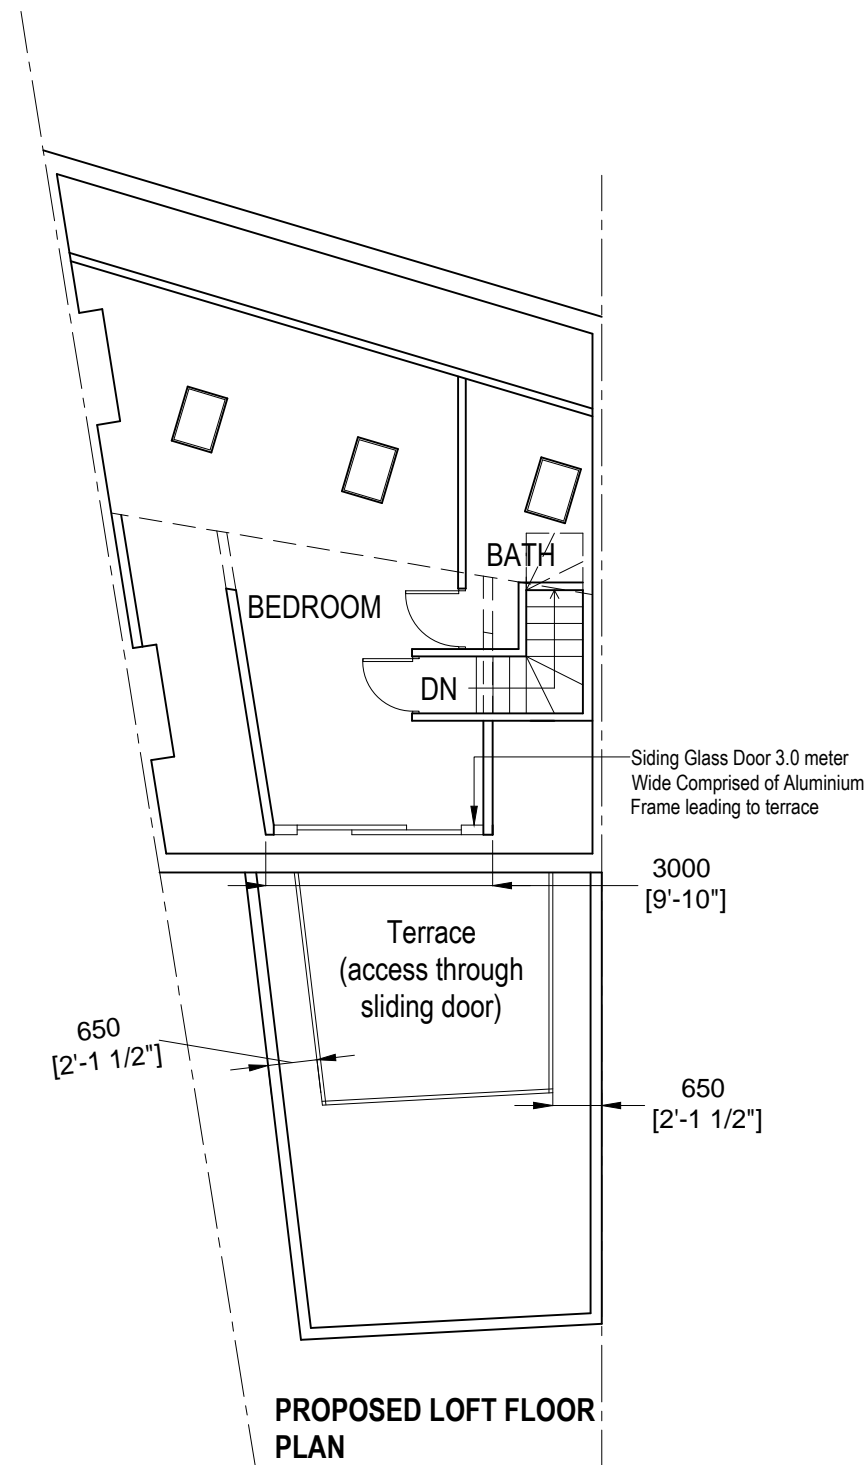 BATH
BEDROOM
DN
Siding Glass Door 3.0 meter
Wide Comprised of Aluminium
Frame leading to terrace
3000
[9'-10"]
Terrace
(access through
sliding door)
650
[2'-1 1/2"]
650
[2'-1 1/2"]
PROPOSED LOFT FLOOR
PLAN